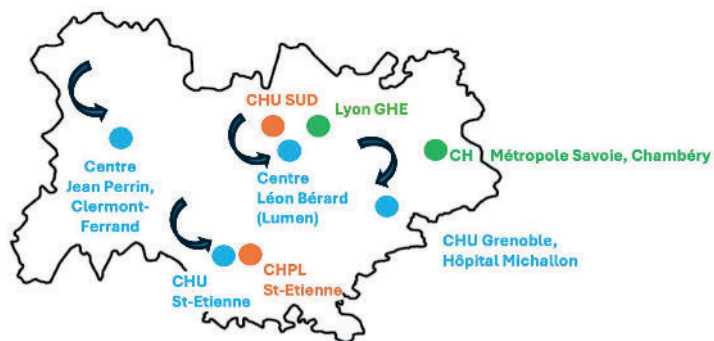 CHU SUD
Lyon GHE
CH Métropole Savoie, Chambéry
Centre
Jean Perrin,
Clermont-
Ferrand
Centre
Léon Bérard
(Lumen)
CHU Grenoble,
Hôpital Michallon
CHU
St-Etienne
CHPL
St-Etienne